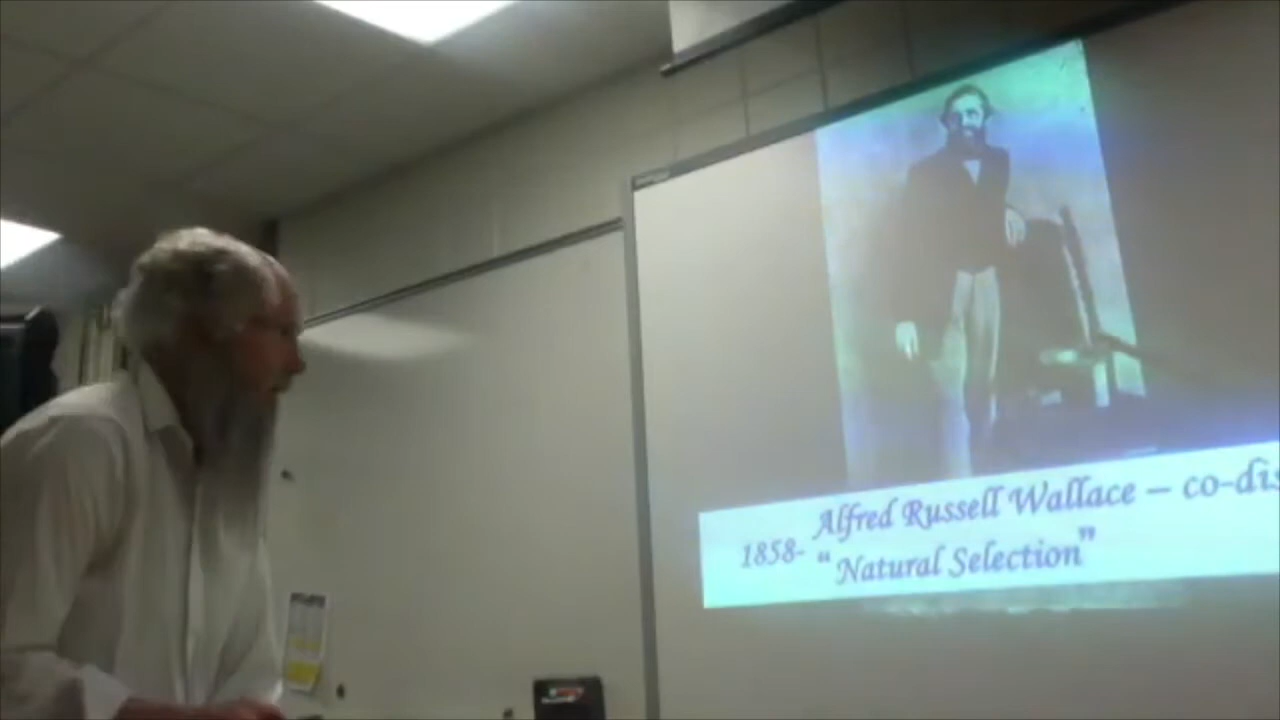 Alfred Russell Wallace – co-dis
1858- “Natural Selection”